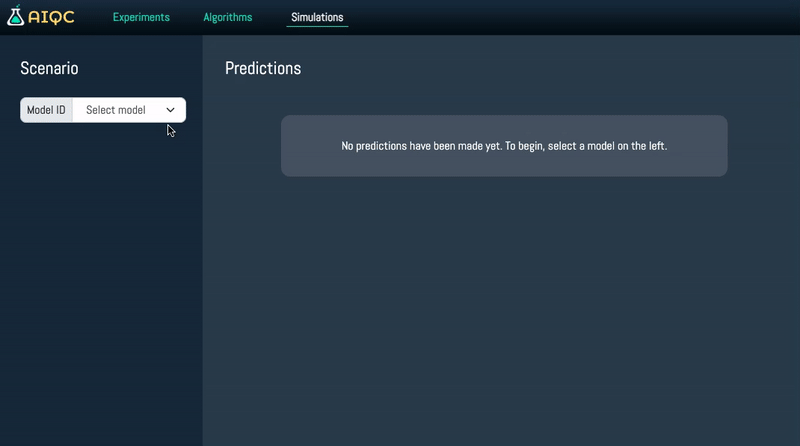 AIQC
Experiments
Algorithms
Simulations
Scenario
Model ID
Select model
Predictions
No predictions have been made yet. To begin, select a model on the left.